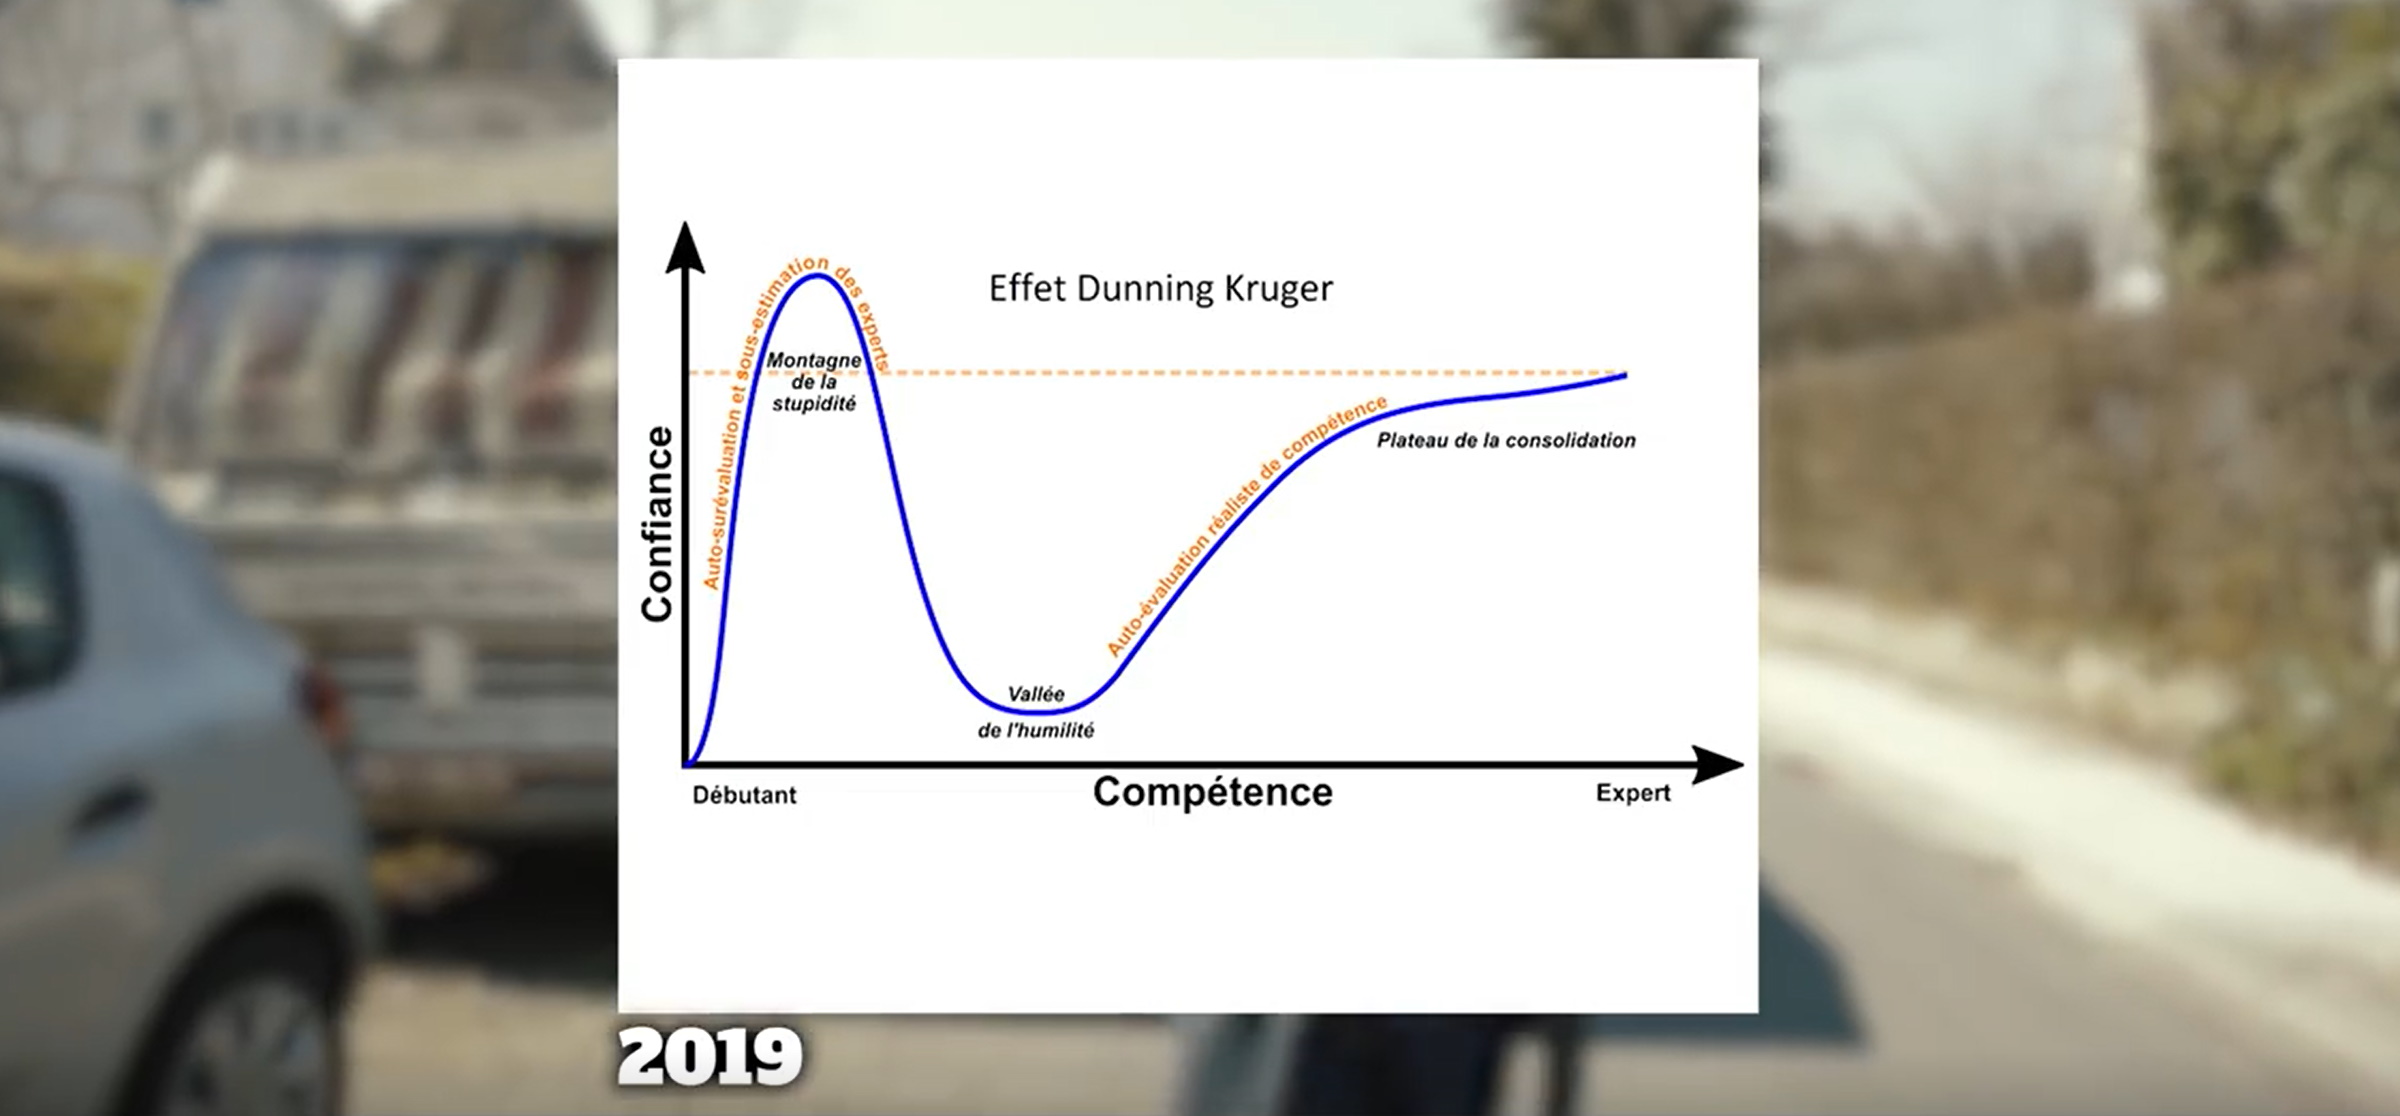 Effet Dunning Kruger
Auto-surévaluation et sous-estimation des experts
Montagne
de la
stupidité
Confiance
Auto-évaluation réaliste de compétence
Plateau de la consolidation
Vallée
de l'humilité
Débutant
Compétence
Expert
2019